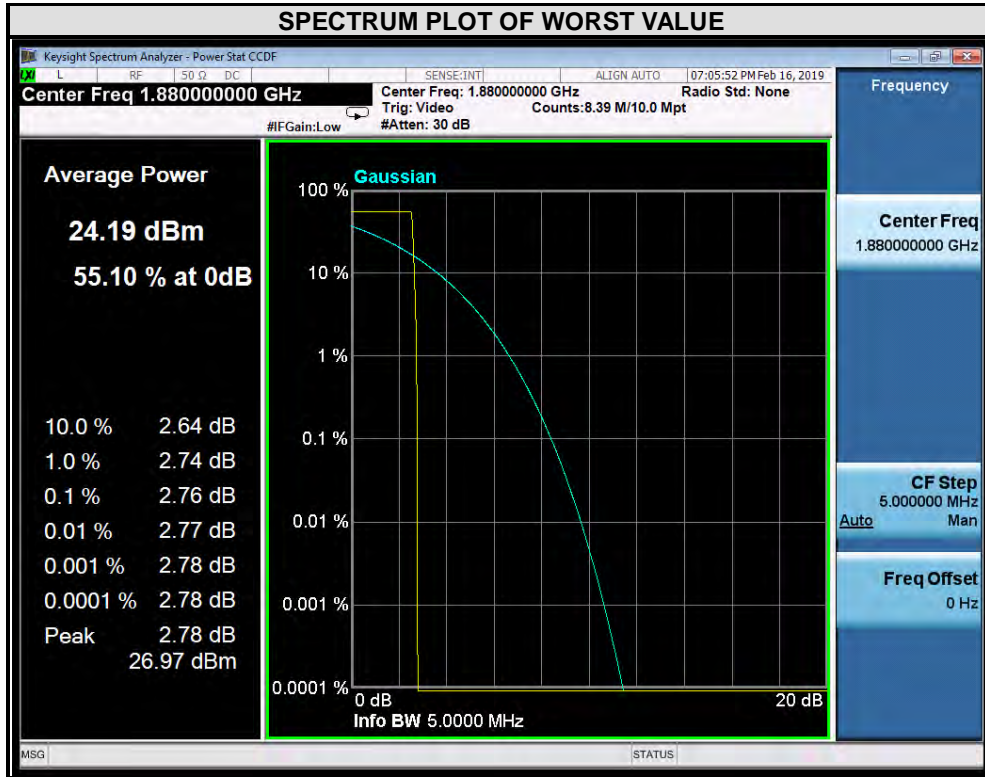 SPECTRUM PLOT OF WORST VALUE
Keysight Spectrum Analyzer - Power Stat CCDF
LXI L RF 50 Ω DC SENSE:INT ALIGN AUTO 07:05:52 PM Feb 16, 2019
Center Freq 1.880000000 GHz
Center Freq: 1.880000000 GHz Radio Std: None
Trig: Video Counts:8.39 M/10.0 Mpt
#IFGain:Low #Atten: 30 dB
Frequency
Average Power
24.19 dBm
55.10 % at 0dB
10.0 % 2.64 dB
1.0 % 2.74 dB
0.1 % 2.76 dB
0.01 % 2.77 dB
0.001 % 2.78 dB
0.0001 % 2.78 dB
Peak 2.78 dB
26.97 dBm
Gaussian
100 %
10 %
1 %
0.1 %
0.01 %
0.001 %
0.0001 %
0 dB 20 dB
Info BW 5.0000 MHz
Center Freq
1.880000000 GHz
CF Step
5.000000 MHz
Auto Man
Freq Offset
0 Hz
MSG STATUS